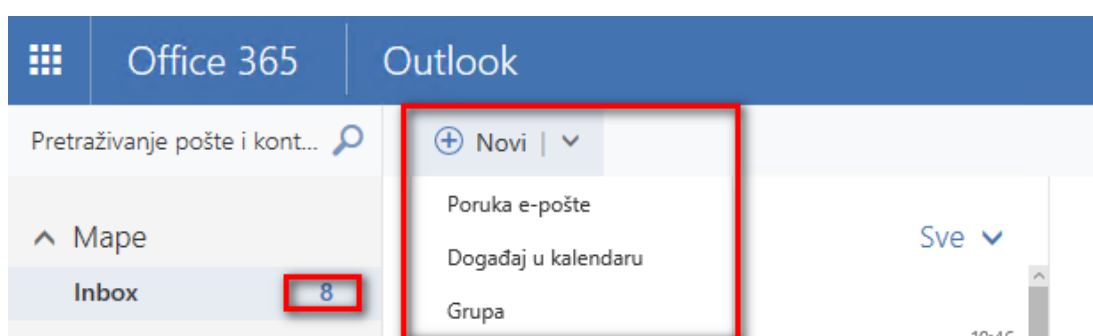 Office 365 Outlook
Pretraživanje pošte i kont...
Novi
Poruka e-pošte
Mape
Sve
Događaj u kalendaru
Inbox 8
Grupa